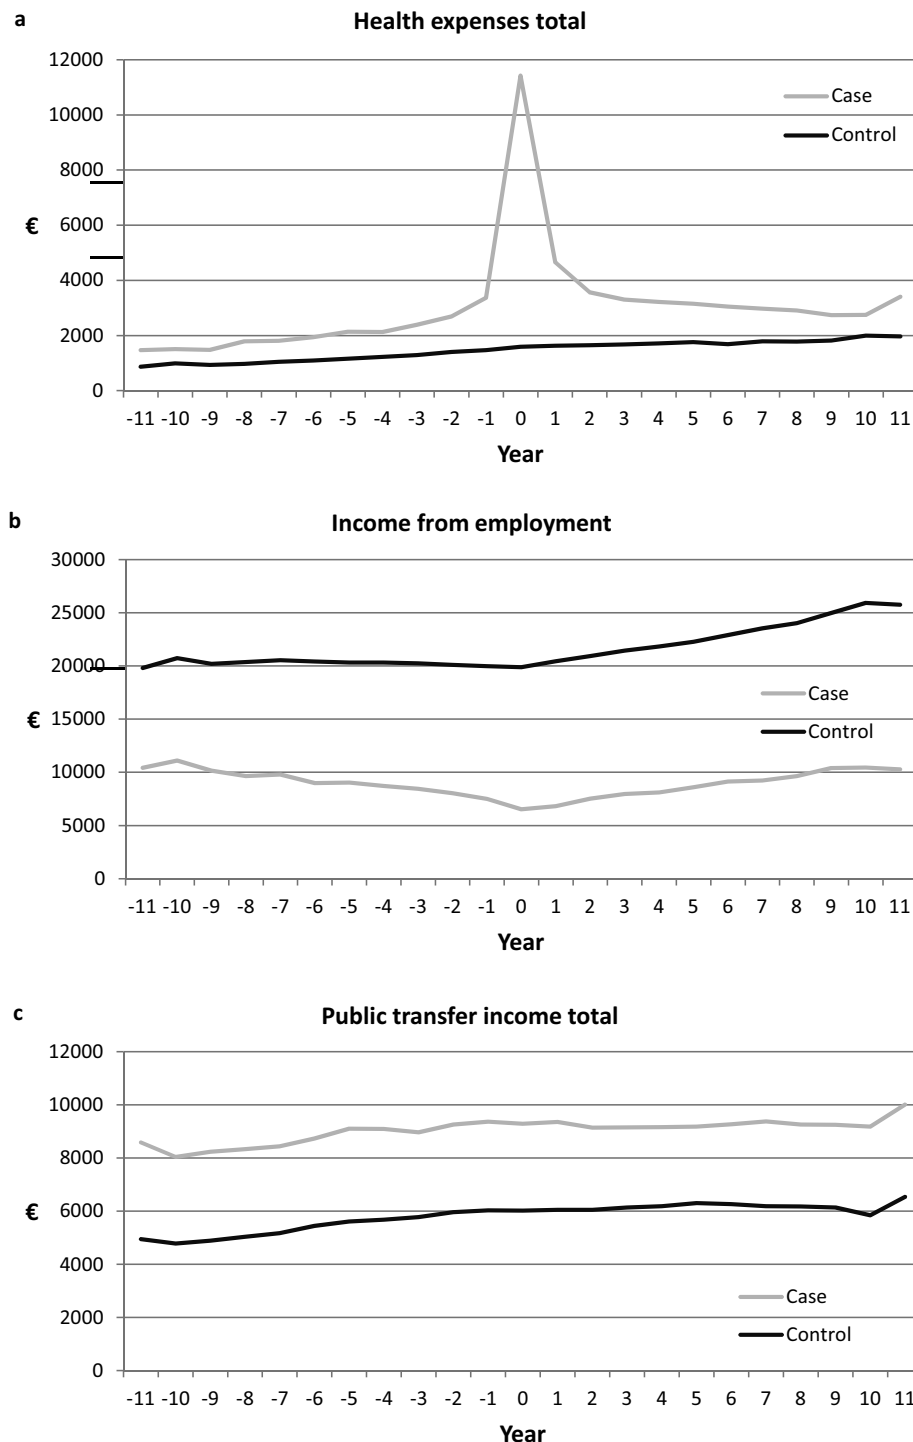 a
Health expenses total
12000
10000
8000
6000
4000
2000
0
€
Case
Control
-11 -10 -9 -8 -7 -6 -5 -4 -3 -2 -1 0 1 2 3 4 5 6 7 8 9 10 11
Year
b
Income from employment
30000
25000
20000
15000
10000
5000
0
€
Case
Control
-11 -10 -9 -8 -7 -6 -5 -4 -3 -2 -1 0 1 2 3 4 5 6 7 8 9 10 11
Year
c
Public transfer income total
12000
10000
8000
6000
4000
2000
0
€
Case
Control
-11 -10 -9 -8 -7 -6 -5 -4 -3 -2 -1 0 1 2 3 4 5 6 7 8 9 10 11
Year